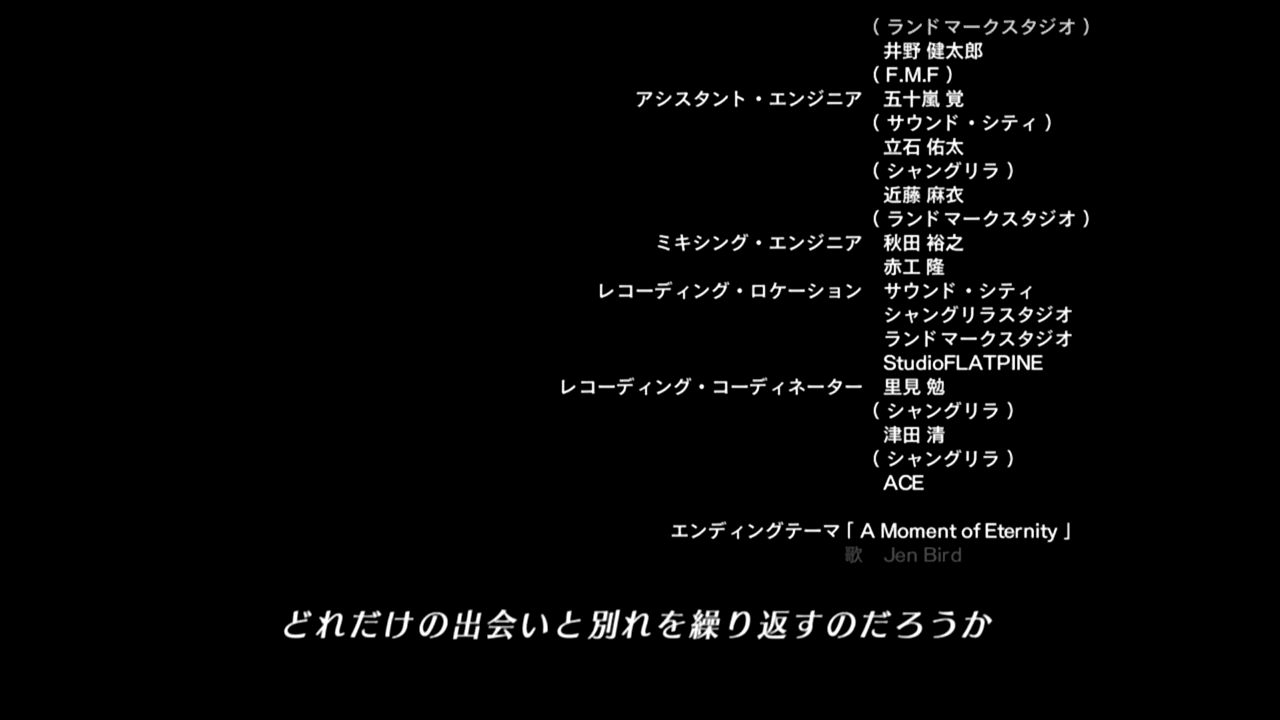 ( ランドマークスタジオ )
井野 健太郎
( F.M.F )
アシスタント・エンジニア 五十嵐 覚
( サウンド・シティ )
立石 佑太
( シャングリラ )
近藤 麻衣
( ランドマークスタジオ )
ミキシング・エンジニア 秋田 裕之
赤工 隆
レコーディング・ロケーション サウンド・シティ
シャングリラスタジオ
ランドマークスタジオ
StudioFLATPINE
レコーディング・コーディネーター 里見 勉
( シャングリラ )
津田 清
( シャングリラ )
ACE
エンディングテーマ「 A Moment of Eternity 」
歌 Jen Bird
どれだけの出会いと別れを繰り返すのだろうか